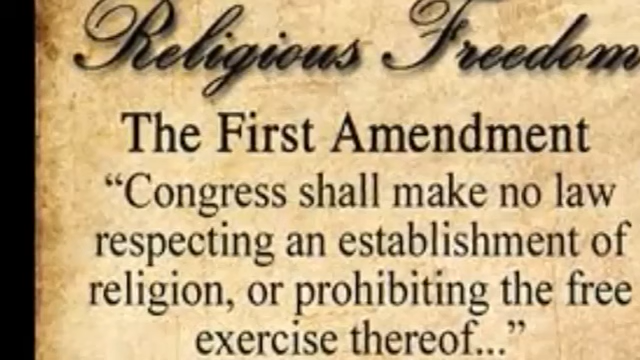 Religious Freedom
The First Amendment
“Congress shall make no law
respecting an establishment of
religion, or prohibiting the free
exercise thereof...”